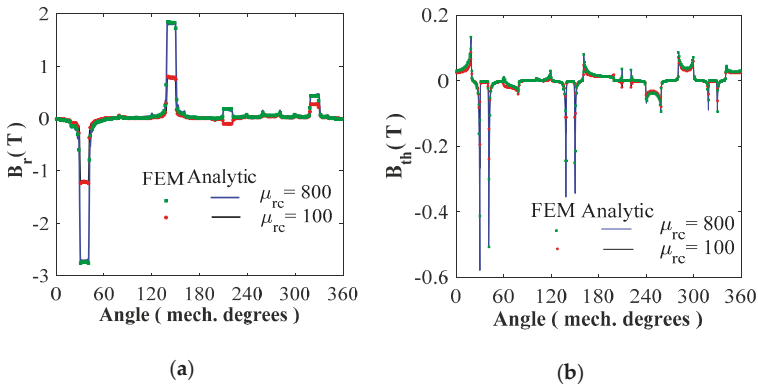 2
1
0
-1
-2
-3
B_r(T)
FEM Analytic
μ_rc = 800
μ_rc = 100
0 60 120 180 240 300 360
Angle ( mech. degrees )
(a)
0.2
0
-0.2
-0.4
-0.6
B_th(T)
FEM Analytic
μ_rc = 800
μ_rc = 100
0 60 120 180 240 300 360
Angle ( mech. degrees )
(b)